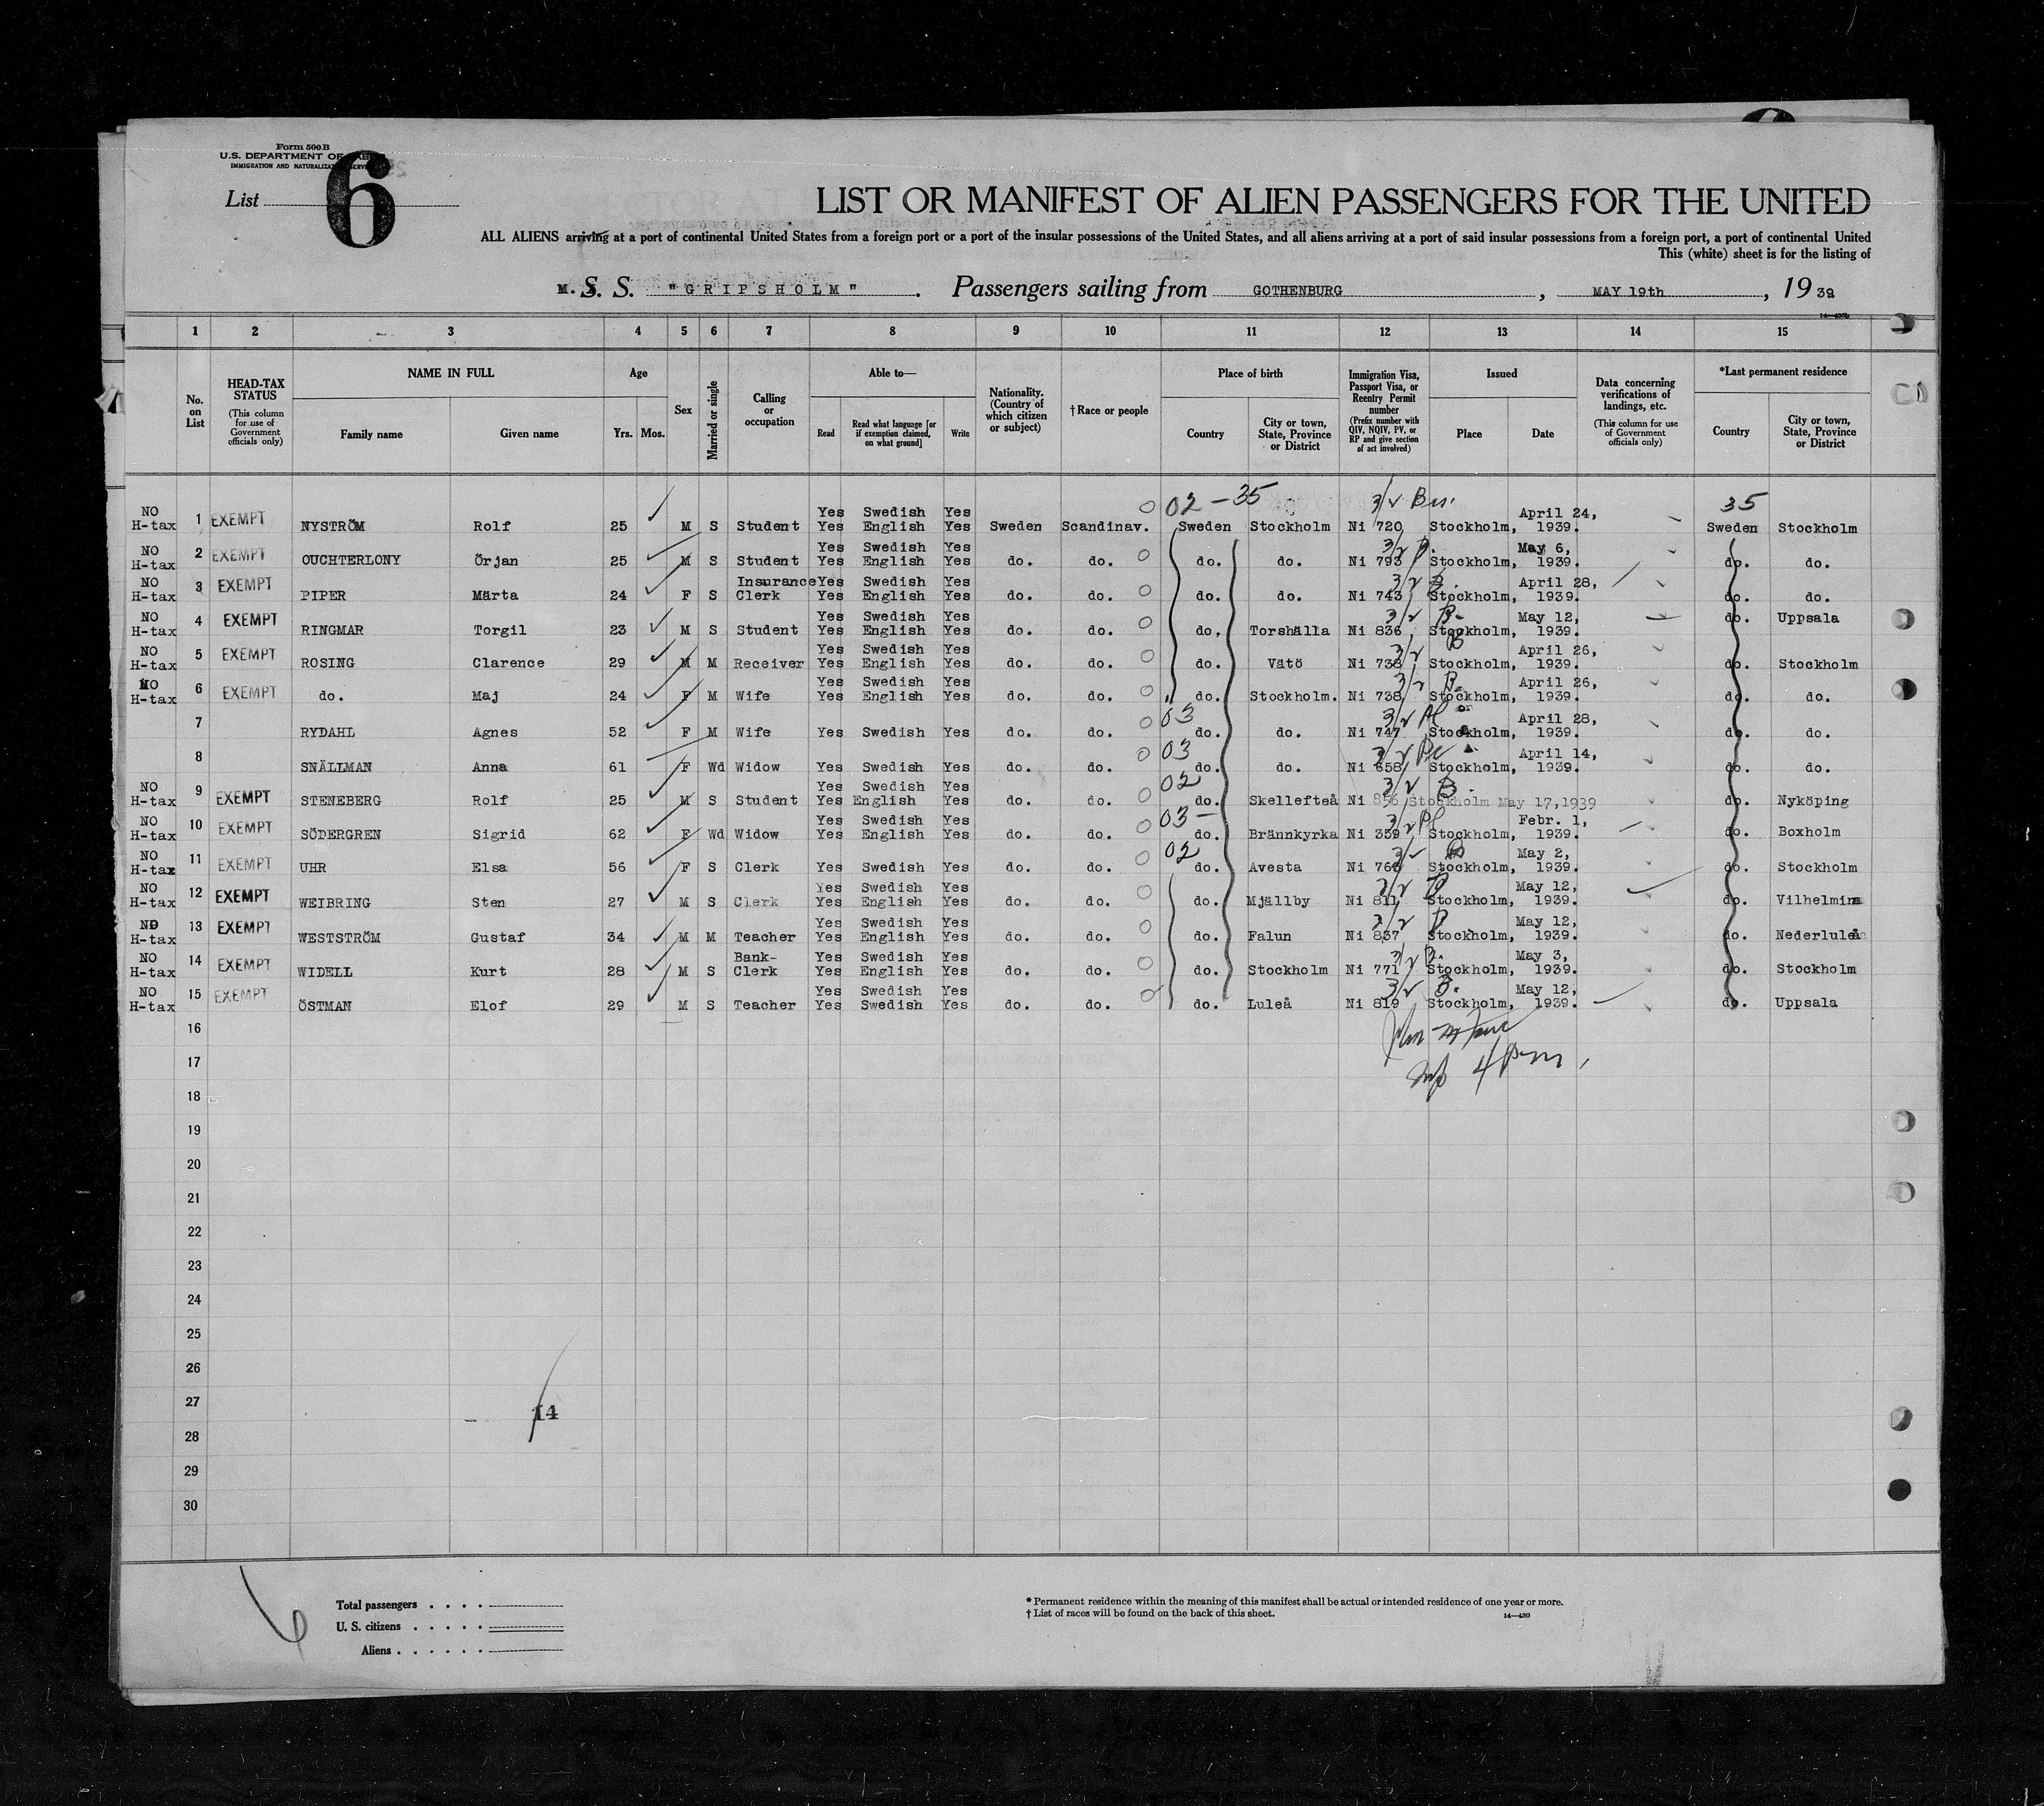 Form 500 B
U.S. DEPARTMENT OF
IMMIGRATION AND
List 6
LIST OR MANIFEST OF ALIEN PASSENGERS FOR THE UNITED
ALL ALIENS arriving at a port of continental United States from a foreign port or a port of the insular possessions of the United States, and all aliens arriving at a port of said insular possessions from a foreign port, a port of continental United
This (white) sheet is for the listing of
M. S. S. "GRIPSHOLM" . Passengers sailing from GOTHENBURG , MAY 19th , 1939
1 2 3 4 5 6 7 8 9 10 11 12 13 14 15
No. on List
HEAD-TAX STATUS (This column for use of Government officials only)
NAME IN FULL
Family name Given name
Age
Yrs. Mos.
Sex
Married or single
Calling or occupation
Able to—
Read Read what language [or if exemption claimed, on what ground] Write
Nationality. (Country of which citizen or subject)
†Race or people
Place of birth
Country City or town, State, Province or District
Immigration Visa, Passport Visa, or Reentry Permit number (Prefix number with QIV, NQIV, PV, or RP and give section of act involved)
Issued
Place Date
Data concerning verifications of landings, etc. (This column for use of Government officials only)
*Last permanent residence
Country City or town, State, Province or District
02-35 35
NO Yes Swedish Yes April 24,
H-tax 1 EXEMPT NYSTRÖM Rolf 25 M S Student Yes English Yes Sweden Scandinav. Sweden Stockholm Ni 720 Stockholm, 1939. Sweden Stockholm
NO Yes Swedish Yes May 6,
H-tax 2 EXEMPT OUCHTERLONY Örjan 25 M S Student Yes English Yes do. do. do. do. Ni 793 Stockholm, 1939. do. do.
NO Insurance Yes Swedish Yes April 28,
H-tax 3 EXEMPT PIPER Märta 24 F S Clerk Yes English Yes do. do. do. do. Ni 743 Stockholm, 1939. do. do.
NO Yes Swedish Yes May 12,
H-tax 4 EXEMPT RINGMAR Torgil 23 M S Student Yes English Yes do. do. do. Torshälla Ni 836 Stockholm, 1939. do. Uppsala
NO Yes Swedish Yes April 26,
H-tax 5 EXEMPT ROSING Clarence 29 M M Receiver Yes English Yes do. do. do. Vätö Ni 738 Stockholm, 1939. do. Stockholm
NO Yes Swedish Yes April 26,
H-tax 6 EXEMPT do. Maj 24 F M Wife Yes English Yes do. do. do. Stockholm. Ni 738 Stockholm, 1939. do. do.
03 April 28,
7 RYDAHL Agnes 52 F M Wife Yes Swedish Yes do. do. do. do. Ni 747 Stockholm, 1939. do. do.
03 April 14,
8 SNÄLLMAN Anna 61 F Wd Widow Yes Swedish Yes do. do. do. do. Ni 658 Stockholm, 1939. do. do.
NO Yes Swedish Yes 02
H-tax 9 EXEMPT STENEBERG Rolf 25 M S Student Yes English Yes do. do. do. Skellefteå Ni 856 Stockholm May 17,1939 do. Nyköping
NO Yes Swedish Yes 03- Febr. 1,
H-tax 10 EXEMPT SÖDERGREN Sigrid 62 F Wd Widow Yes English Yes do. do. do. Brännkyrka Ni 359 Stockholm, 1939. do. Boxholm
NO 02 May 2,
H-tax 11 EXEMPT UHR Elsa 56 F S Clerk Yes Swedish Yes do. do. do. Avesta Ni 768 Stockholm, 1939. do. Stockholm
NO Yes Swedish Yes May 12,
H-tax 12 EXEMPT WEIBRING Sten 27 M S Clerk Yes English Yes do. do. do. Mjällby Ni 811 Stockholm, 1939. do. Vilhelmina
NO Yes Swedish Yes May 12,
H-tax 13 EXEMPT WESTSTRÖM Gustaf 34 M M Teacher Yes English Yes do. do. do. Falun Ni 837 Stockholm, 1939. do. Nederluleå
NO Bank- Yes Swedish Yes May 3,
H-tax 14 EXEMPT WIDELL Kurt 28 M S Clerk Yes English Yes do. do. do. Stockholm Ni 771 Stockholm, 1939. do. Stockholm
NO Yes Swedish Yes May 12,
H-tax 15 EXEMPT ÖSTMAN Elof 29 M S Teacher Yes Swedish Yes do. do. do. Luleå Ni 819 Stockholm, 1939. do. Uppsala
16
17
18
19
20
21
22
23
24
25
26
27
14
28
29
30
6
Total passengers . . . .
U. S. citizens . . . . .
Aliens . . . . . .
* Permanent residence within the meaning of this manifest shall be actual or intended residence of one year or more.
† List of races will be found on the back of this sheet. 14—430